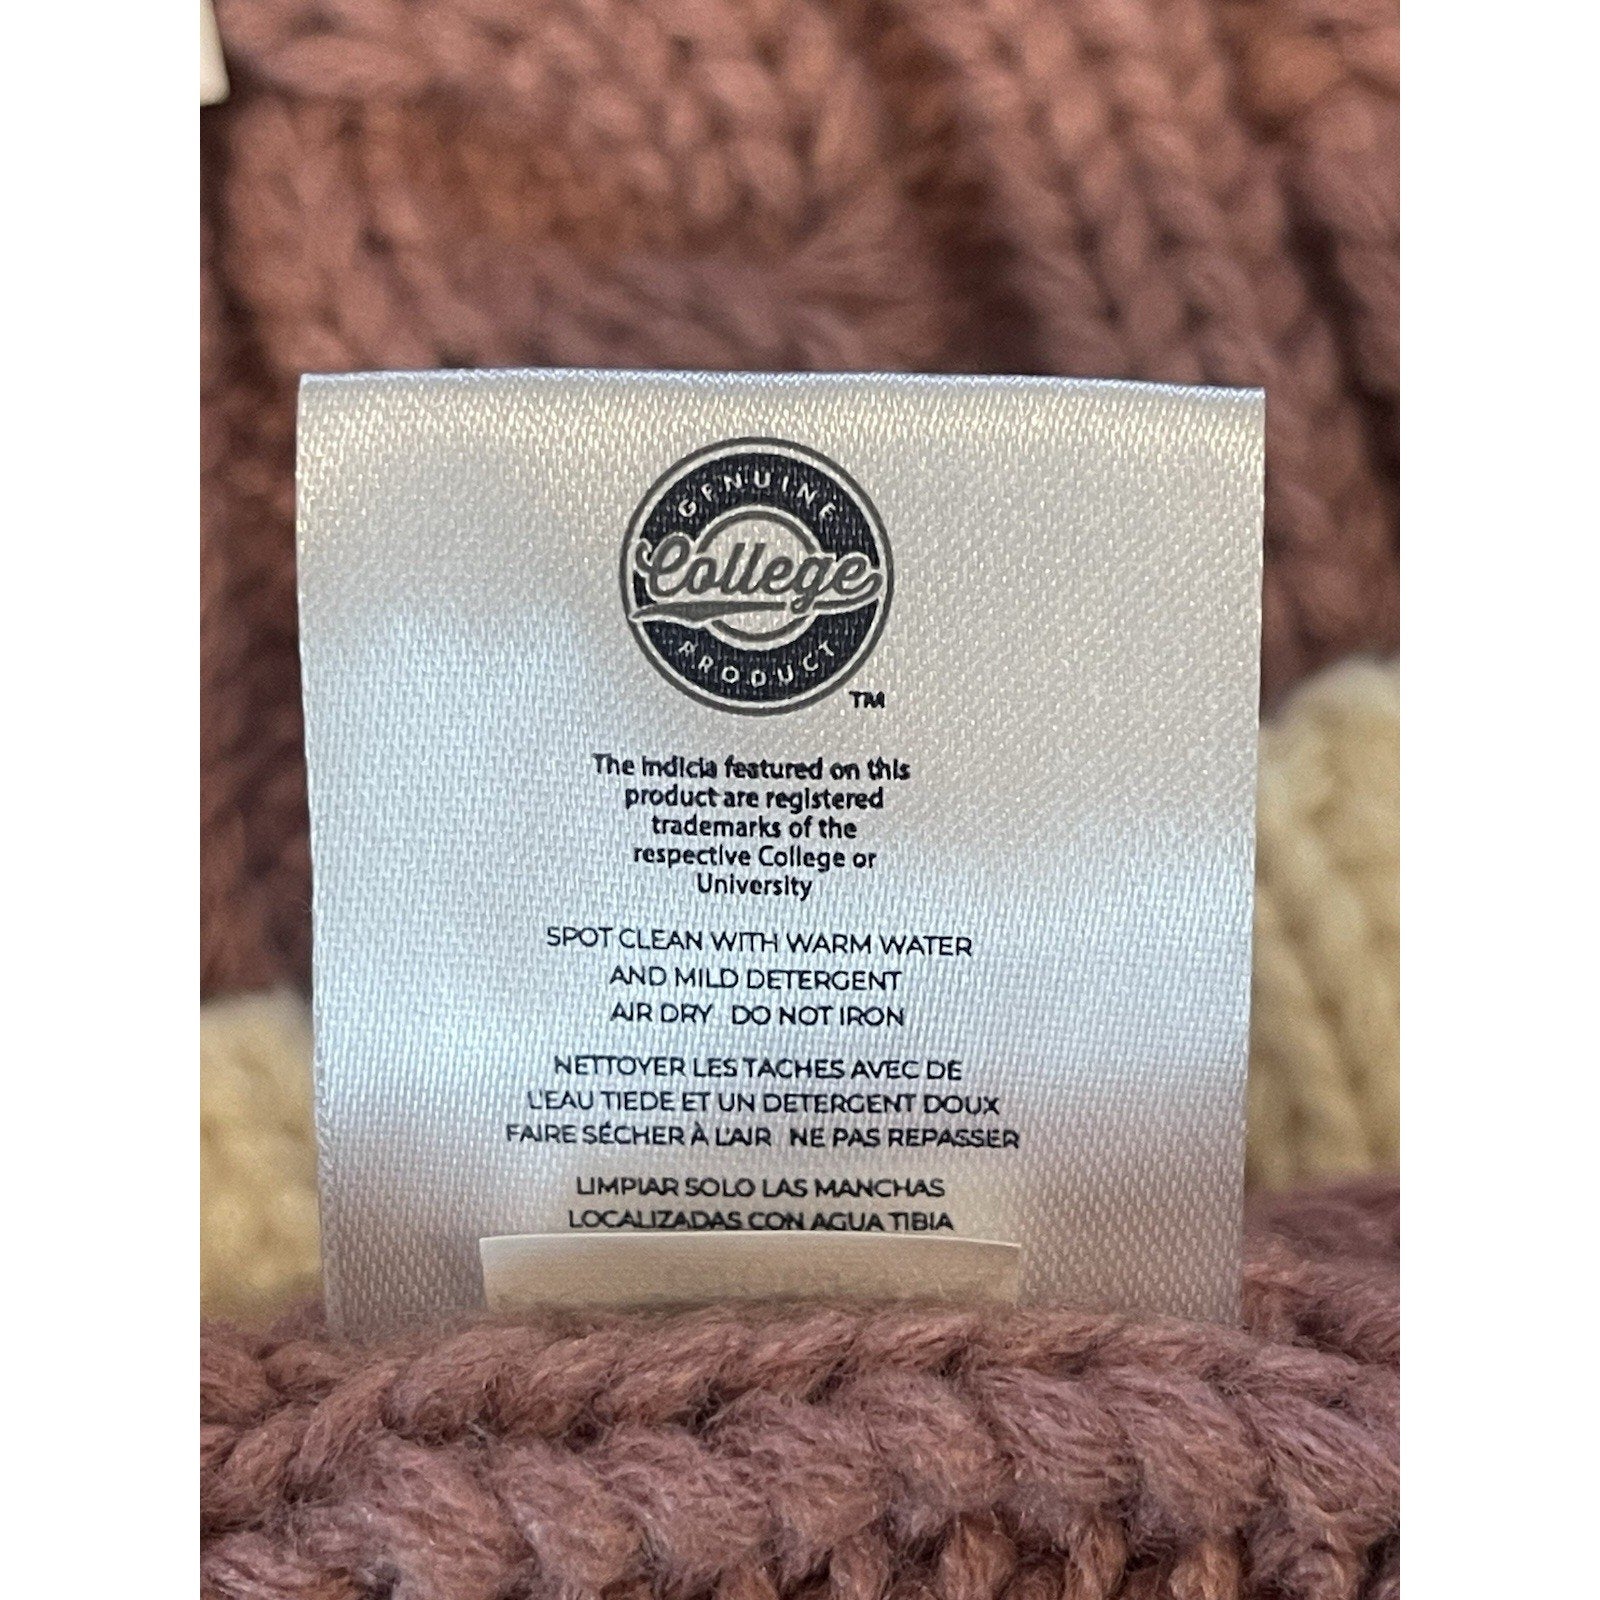 GENUINE
College
PRODUCT
TM
The indicia featured on this
product are registered
trademarks of the
respective College or
University
SPOT CLEAN WITH WARM WATER
AND MILD DETERGENT
AIR DRY DO NOT IRON
NETTOYER LES TACHES AVEC DE
L'EAU TIEDE ET UN DETERGENT DOUX
FAIRE SÉCHER À L'AIR NE PAS REPASSER
LIMPIAR SOLO LAS MANCHAS
LOCALIZADAS CON AGUA TIBIA